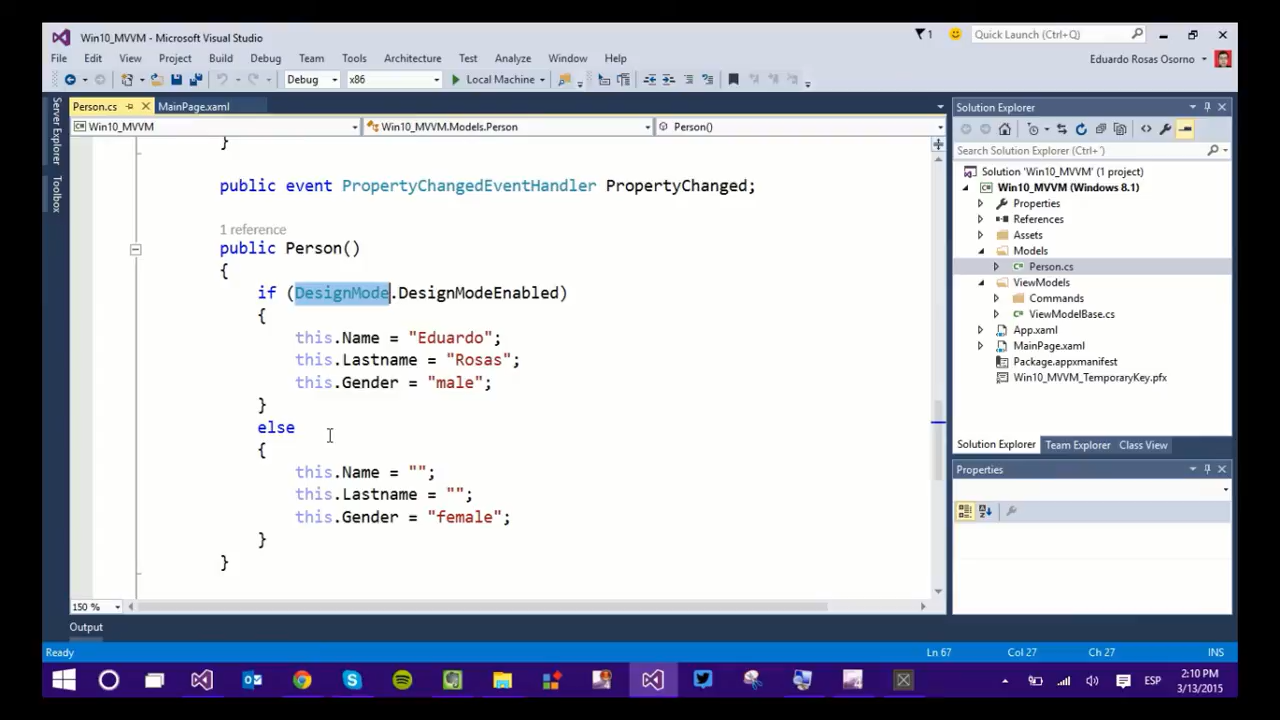 Win10_MVVM - Microsoft Visual Studio
1
Quick Launch (Ctrl+Q)
File Edit View Project Build Debug Team Tools Architecture Test Analyze Window Help
Eduardo Rosas Osorno
Debug x86 Local Machine
Person.cs MainPage.xaml
Win10_MVVM Win10_MVVM.Models.Person Person()
Server Explorer
Toolbox
}
public event PropertyChangedEventHandler PropertyChanged;
1 reference
public Person()
{
if (DesignMode.DesignModeEnabled)
{
this.Name = "Eduardo";
this.Lastname = "Rosas";
this.Gender = "male";
}
else
{
this.Name = "";
this.Lastname = "";
this.Gender = "female";
}
}
150 %
Solution Explorer
Search Solution Explorer (Ctrl+´)
Solution 'Win10_MVVM' (1 project)
Win10_MVVM (Windows 8.1)
Properties
References
Assets
Models
Person.cs
ViewModels
Commands
ViewModelBase.cs
App.xaml
MainPage.xaml
Package.appxmanifest
Win10_MVVM_TemporaryKey.pfx
Solution Explorer Team Explorer Class View
Properties
Output
Ready Ln 67 Col 27 Ch 27 INS
ESP
2:10 PM
3/13/2015